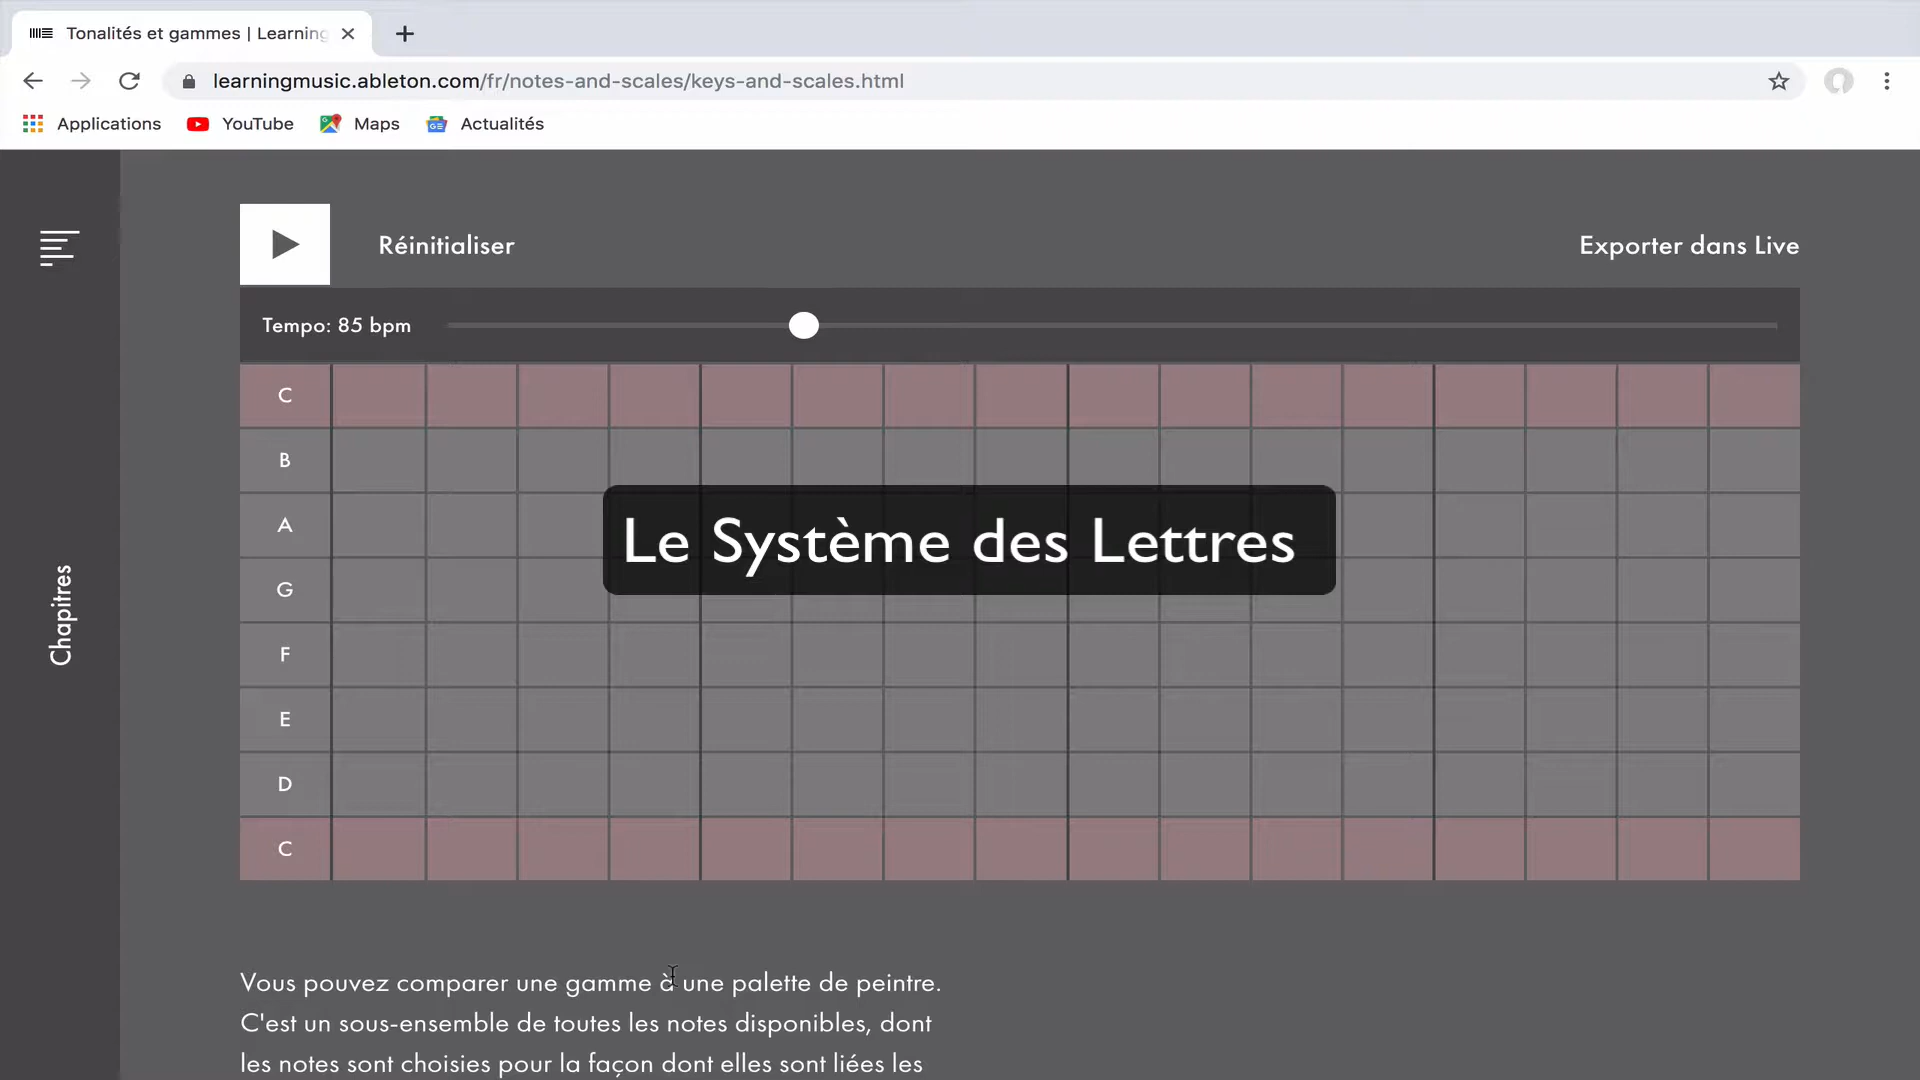 Tonalités et gammes | Learning
learningmusic.ableton.com/fr/notes-and-scales/keys-and-scales.html
Applications YouTube Maps Actualités
Réinitialiser Exporter dans Live
Tempo: 85 bpm
C
B
A
Le Système des Lettres
G
F
E
D
C
Chapitres
Vous pouvez comparer une gamme à une palette de peintre.
C'est un sous-ensemble de toutes les notes disponibles, dont
les notes sont choisies pour la façon dont elles sont liées les